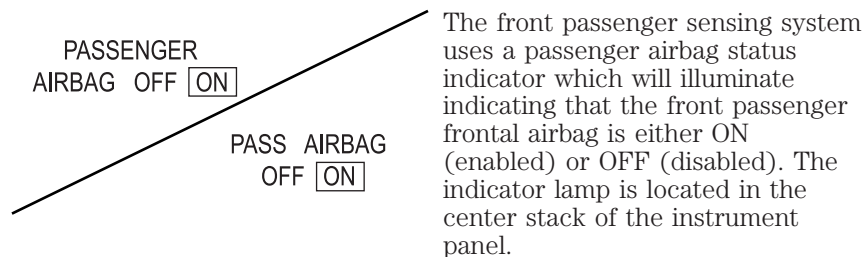 PASSENGER
AIRBAG OFF ON
PASS AIRBAG
OFF ON
The front passenger sensing system
uses a passenger airbag status
indicator which will illuminate
indicating that the front passenger
frontal airbag is either ON
(enabled) or OFF (disabled). The
indicator lamp is located in the
center stack of the instrument
panel.